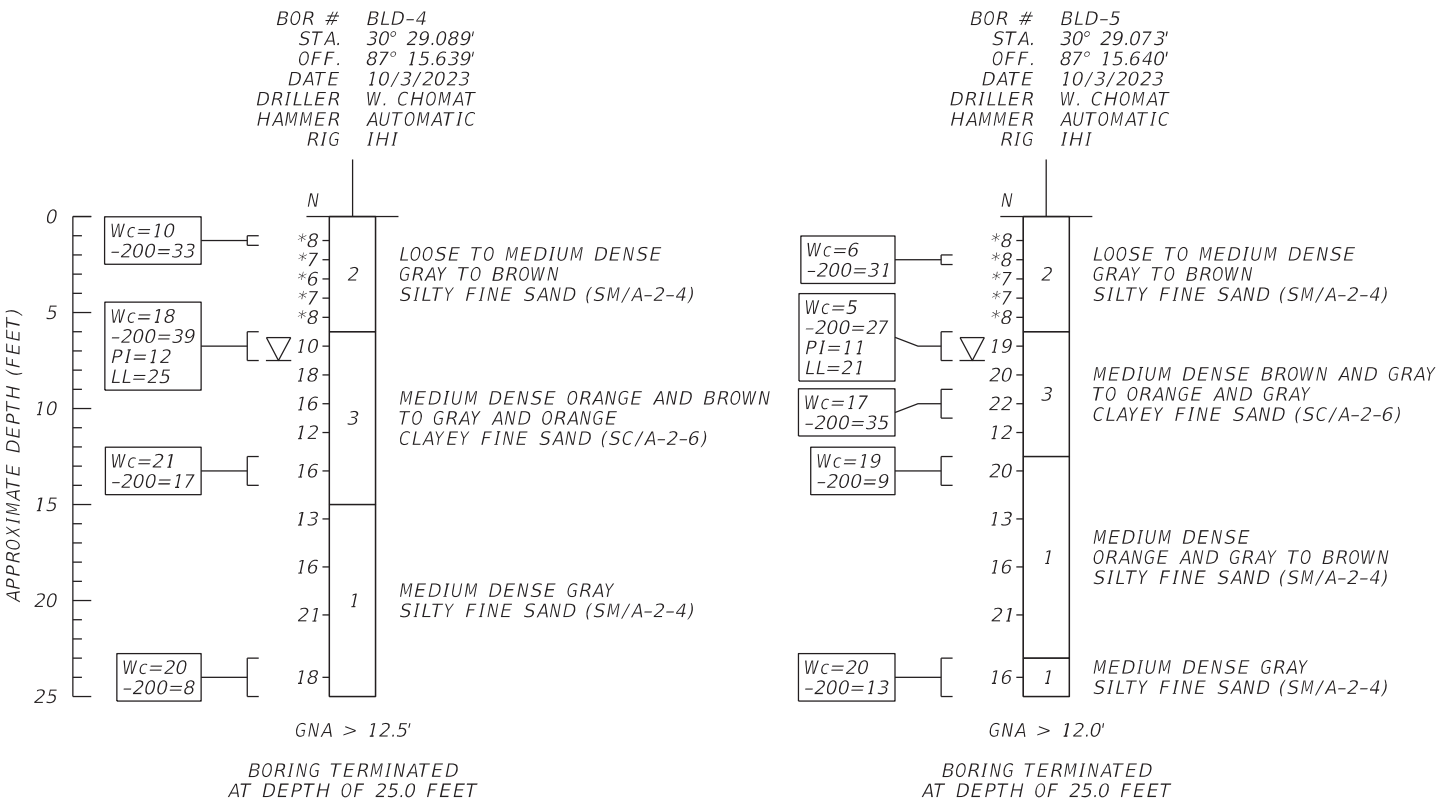 BOR # BLD-4
STA. 30° 29.089'
OFF. 87° 15.639'
DATE 10/3/2023
DRILLER W. CHOMAT
HAMMER AUTOMATIC
RIG IHI
N
APPROXIMATE DEPTH (FEET)
0
5
10
15
20
25
Wc=10
-200=33
Wc=18
-200=39
PI=12
LL=25
Wc=21
-200=17
Wc=20
-200=8
*8
*7
*6
*7
*8
10
18
16
12
16
13
16
21
18
2
3
1
LOOSE TO MEDIUM DENSE
GRAY TO BROWN
SILTY FINE SAND (SM/A-2-4)
MEDIUM DENSE ORANGE AND BROWN
TO GRAY AND ORANGE
CLAYEY FINE SAND (SC/A-2-6)
MEDIUM DENSE GRAY
SILTY FINE SAND (SM/A-2-4)
GNA > 12.5'
BORING TERMINATED
AT DEPTH OF 25.0 FEET
BOR # BLD-5
STA. 30° 29.073'
OFF. 87° 15.640'
DATE 10/3/2023
DRILLER W. CHOMAT
HAMMER AUTOMATIC
RIG IHI
N
Wc=6
-200=31
Wc=5
-200=27
PI=11
LL=21
Wc=17
-200=35
Wc=19
-200=9
Wc=20
-200=13
*8
*8
*7
*7
*8
19
20
22
12
20
13
16
21
16
2
3
1
1
LOOSE TO MEDIUM DENSE
GRAY TO BROWN
SILTY FINE SAND (SM/A-2-4)
MEDIUM DENSE BROWN AND GRAY
TO ORANGE AND GRAY
CLAYEY FINE SAND (SC/A-2-6)
MEDIUM DENSE
ORANGE AND GRAY TO BROWN
SILTY FINE SAND (SM/A-2-4)
MEDIUM DENSE GRAY
SILTY FINE SAND (SM/A-2-4)
GNA > 12.0'
BORING TERMINATED
AT DEPTH OF 25.0 FEET